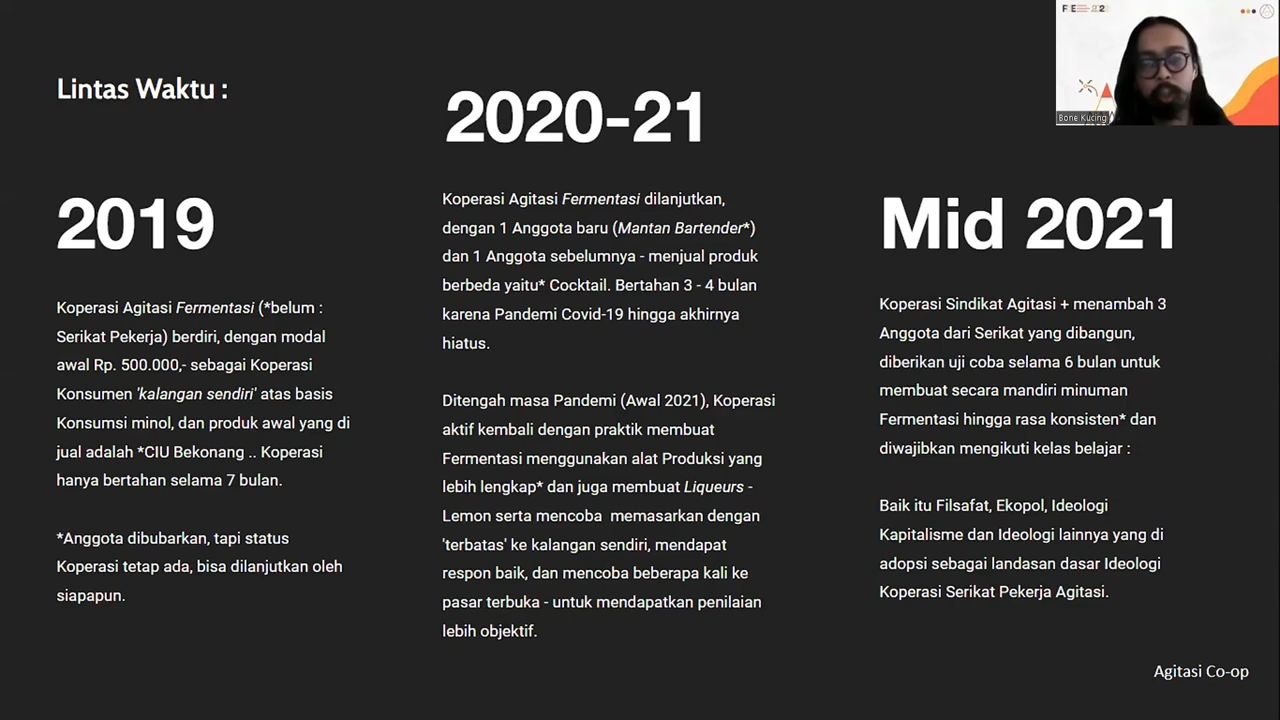 Lintas Waktu :
2019
Koperasi Agitasi Fermentasi (*belum :
Serikat Pekerja) berdiri, dengan modal
awal Rp. 500.000,- sebagai Koperasi
Konsumen 'kalangan sendiri' atas basis
Konsumsi minol, dan produk awal yang di
jual adalah *CIU Bekonang .. Koperasi
hanya bertahan selama 7 bulan.
*Anggota dibubarkan, tapi status
Koperasi tetap ada, bisa dilanjutkan oleh
siapapun.
2020-21
Koperasi Agitasi Fermentasi dilanjutkan,
dengan 1 Anggota baru (Mantan Bartender*)
dan 1 Anggota sebelumnya - menjual produk
berbeda yaitu* Cocktail. Bertahan 3 - 4 bulan
karena Pandemi Covid-19 hingga akhirnya
hiatus.
Ditengah masa Pandemi (Awal 2021), Koperasi
aktif kembali dengan praktik membuat
Fermentasi menggunakan alat Produksi yang
lebih lengkap* dan juga membuat Liqueurs -
Lemon serta mencoba memasarkan dengan
'terbatas' ke kalangan sendiri, mendapat
respon baik, dan mencoba beberapa kali ke
pasar terbuka - untuk mendapatkan penilaian
lebih objektif.
Mid 2021
Koperasi Sindikat Agitasi + menambah 3
Anggota dari Serikat yang dibangun,
diberikan uji coba selama 6 bulan untuk
membuat secara mandiri minuman
Fermentasi hingga rasa konsisten* dan
diwajibkan mengikuti kelas belajar :
Baik itu Filsafat, Ekopol, Ideologi
Kapitalisme dan Ideologi lainnya yang di
adopsi sebagai landasan dasar Ideologi
Koperasi Serikat Pekerja Agitasi.
Agitasi Co-op
Bone Kucing